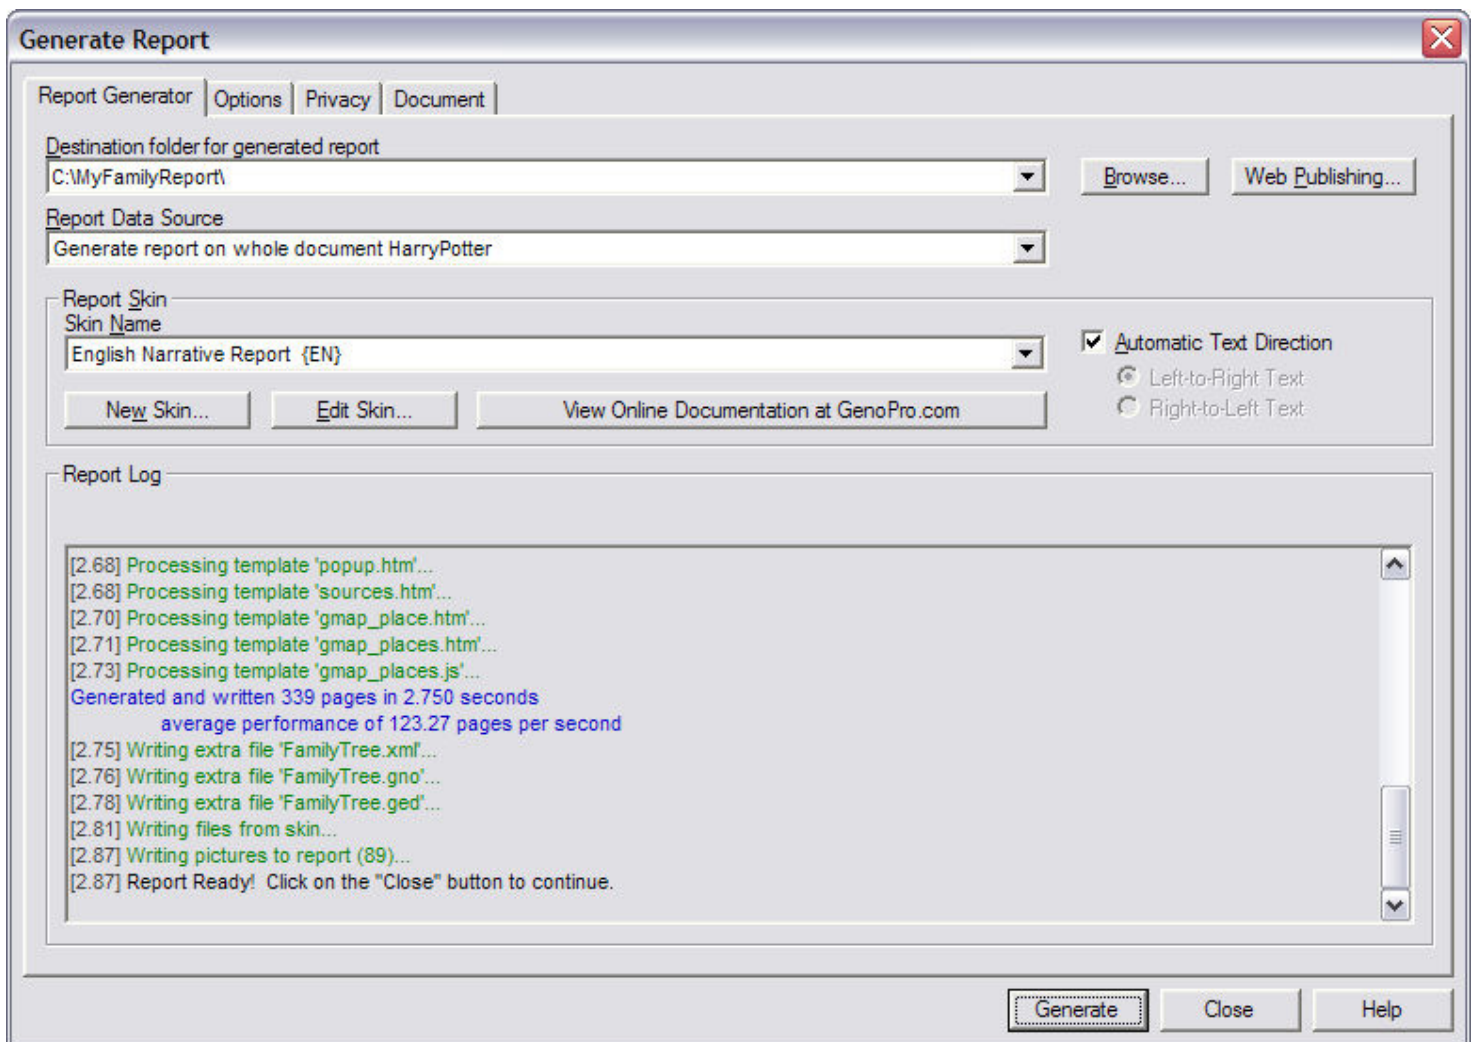 Generate Report
Report Generator Options Privacy Document
Destination folder for generated report
C:\MyFamilyReport\
Browse... Web Publishing...
Report Data Source
Generate report on whole document HarryPotter
Report Skin
Skin Name
English Narrative Report {EN}
Automatic Text Direction
Left-to-Right Text
Right-to-Left Text
New Skin... Edit Skin... View Online Documentation at GenoPro.com
Report Log
[2.68] Processing template 'popup.htm'...
[2.68] Processing template 'sources.htm'...
[2.70] Processing template 'gmap_place.htm'...
[2.71] Processing template 'gmap_places.htm'...
[2.73] Processing template 'gmap_places.js'...
Generated and written 339 pages in 2.750 seconds
average performance of 123.27 pages per second
[2.75] Writing extra file 'FamilyTree.xml'...
[2.76] Writing extra file 'FamilyTree.gno'...
[2.78] Writing extra file 'FamilyTree.ged'...
[2.81] Writing files from skin...
[2.87] Writing pictures to report (89)...
[2.87] Report Ready! Click on the "Close" button to continue.
Generate Close Help